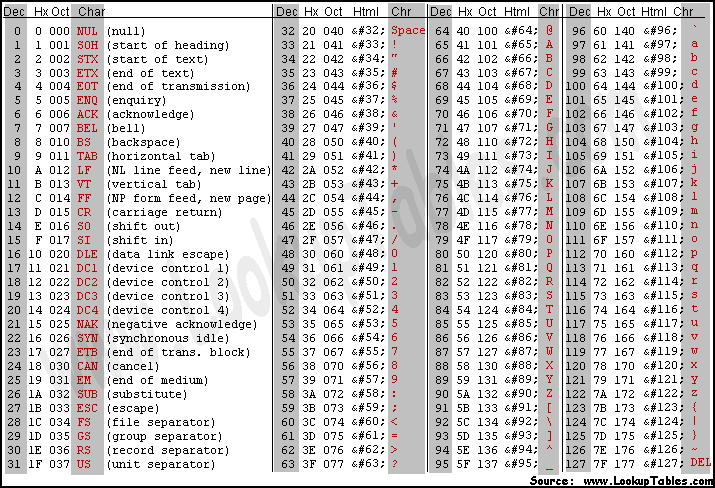 Dec Hx Oct Char Dec Hx Oct Html Chr Dec Hx Oct Html Chr Dec Hx Oct Html Chr
0 0 000 NUL (null) 32 20 040 &#32; Space 64 40 100 &#64; @ 96 60 140 &#96; `
1 1 001 SOH (start of heading) 33 21 041 &#33; ! 65 41 101 &#65; A 97 61 141 &#97; a
2 2 002 STX (start of text) 34 22 042 &#34; " 66 42 102 &#66; B 98 62 142 &#98; b
3 3 003 ETX (end of text) 35 23 043 &#35; # 67 43 103 &#67; C 99 63 143 &#99; c
4 4 004 EOT (end of transmission) 36 24 044 &#36; $ 68 44 104 &#68; D 100 64 144 &#100; d
5 5 005 ENQ (enquiry) 37 25 045 &#37; % 69 45 105 &#69; E 101 65 145 &#101; e
6 6 006 ACK (acknowledge) 38 26 046 &#38; & 70 46 106 &#70; F 102 66 146 &#102; f
7 7 007 BEL (bell) 39 27 047 &#39; ' 71 47 107 &#71; G 103 67 147 &#103; g
8 8 010 BS (backspace) 40 28 050 &#40; ( 72 48 110 &#72; H 104 68 150 &#104; h
9 9 011 TAB (horizontal tab) 41 29 051 &#41; ) 73 49 111 &#73; I 105 69 151 &#105; i
10 A 012 LF (NL line feed, new line) 42 2A 052 &#42; * 74 4A 112 &#74; J 106 6A 152 &#106; j
11 B 013 VT (vertical tab) 43 2B 053 &#43; + 75 4B 113 &#75; K 107 6B 153 &#107; k
12 C 014 FF (NP form feed, new page) 44 2C 054 &#44; , 76 4C 114 &#76; L 108 6C 154 &#108; l
13 D 015 CR (carriage return) 45 2D 055 &#45; - 77 4D 115 &#77; M 109 6D 155 &#109; m
14 E 016 SO (shift out) 46 2E 056 &#46; . 78 4E 116 &#78; N 110 6E 156 &#110; n
15 F 017 SI (shift in) 47 2F 057 &#47; / 79 4F 117 &#79; O 111 6F 157 &#111; o
16 10 020 DLE (data link escape) 48 30 060 &#48; 0 80 50 120 &#80; P 112 70 160 &#112; p
17 11 021 DC1 (device control 1) 49 31 061 &#49; 1 81 51 121 &#81; Q 113 71 161 &#113; q
18 12 022 DC2 (device control 2) 50 32 062 &#50; 2 82 52 122 &#82; R 114 72 162 &#114; r
19 13 023 DC3 (device control 3) 51 33 063 &#51; 3 83 53 123 &#83; S 115 73 163 &#115; s
20 14 024 DC4 (device control 4) 52 34 064 &#52; 4 84 54 124 &#84; T 116 74 164 &#116; t
21 15 025 NAK (negative acknowledge) 53 35 065 &#53; 5 85 55 125 &#85; U 117 75 165 &#117; u
22 16 026 SYN (synchronous idle) 54 36 066 &#54; 6 86 56 126 &#86; V 118 76 166 &#118; v
23 17 027 ETB (end of trans. block) 55 37 067 &#55; 7 87 57 127 &#87; W 119 77 167 &#119; w
24 18 030 CAN (cancel) 56 38 070 &#56; 8 88 58 130 &#88; X 120 78 170 &#120; x
25 19 031 EM (end of medium) 57 39 071 &#57; 9 89 59 131 &#89; Y 121 79 171 &#121; y
26 1A 032 SUB (substitute) 58 3A 072 &#58; : 90 5A 132 &#90; Z 122 7A 172 &#122; z
27 1B 033 ESC (escape) 59 3B 073 &#59; ; 91 5B 133 &#91; [ 123 7B 173 &#123; {
28 1C 034 FS (file separator) 60 3C 074 &#60; < 92 5C 134 &#92; \ 124 7C 174 &#124; |
29 1D 035 GS (group separator) 61 3D 075 &#61; = 93 5D 135 &#93; ] 125 7D 175 &#125; }
30 1E 036 RS (record separator) 62 3E 076 &#62; > 94 5E 136 &#94; ^ 126 7E 176 &#126; ~
31 1F 037 US (unit separator) 63 3F 077 &#63; ? 95 5F 137 &#95; _ 127 7F 177 &#127; DEL
Source: www.LookupTables.com